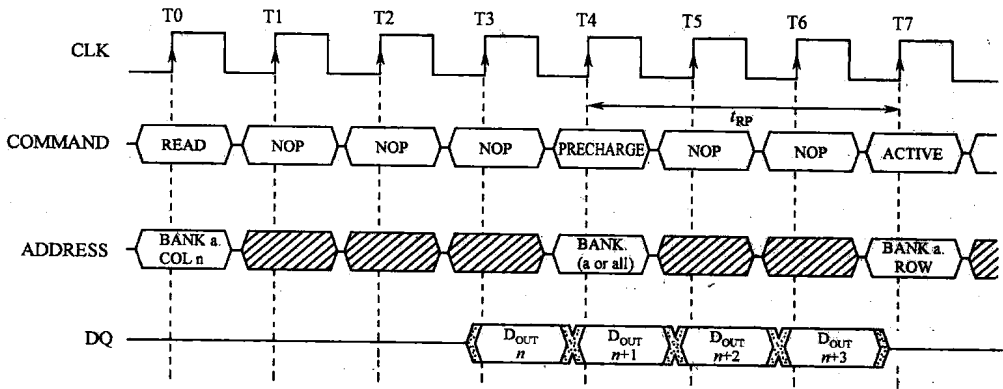 T0 T1 T2 T3 T4 T5 T6 T7
CLK
tRP
COMMAND READ NOP NOP NOP PRECHARGE NOP NOP ACTIVE
ADDRESS BANK a. COL n BANK. (a or all) BANK a. ROW
DQ DOUT n DOUT n+1 DOUT n+2 DOUT n+3